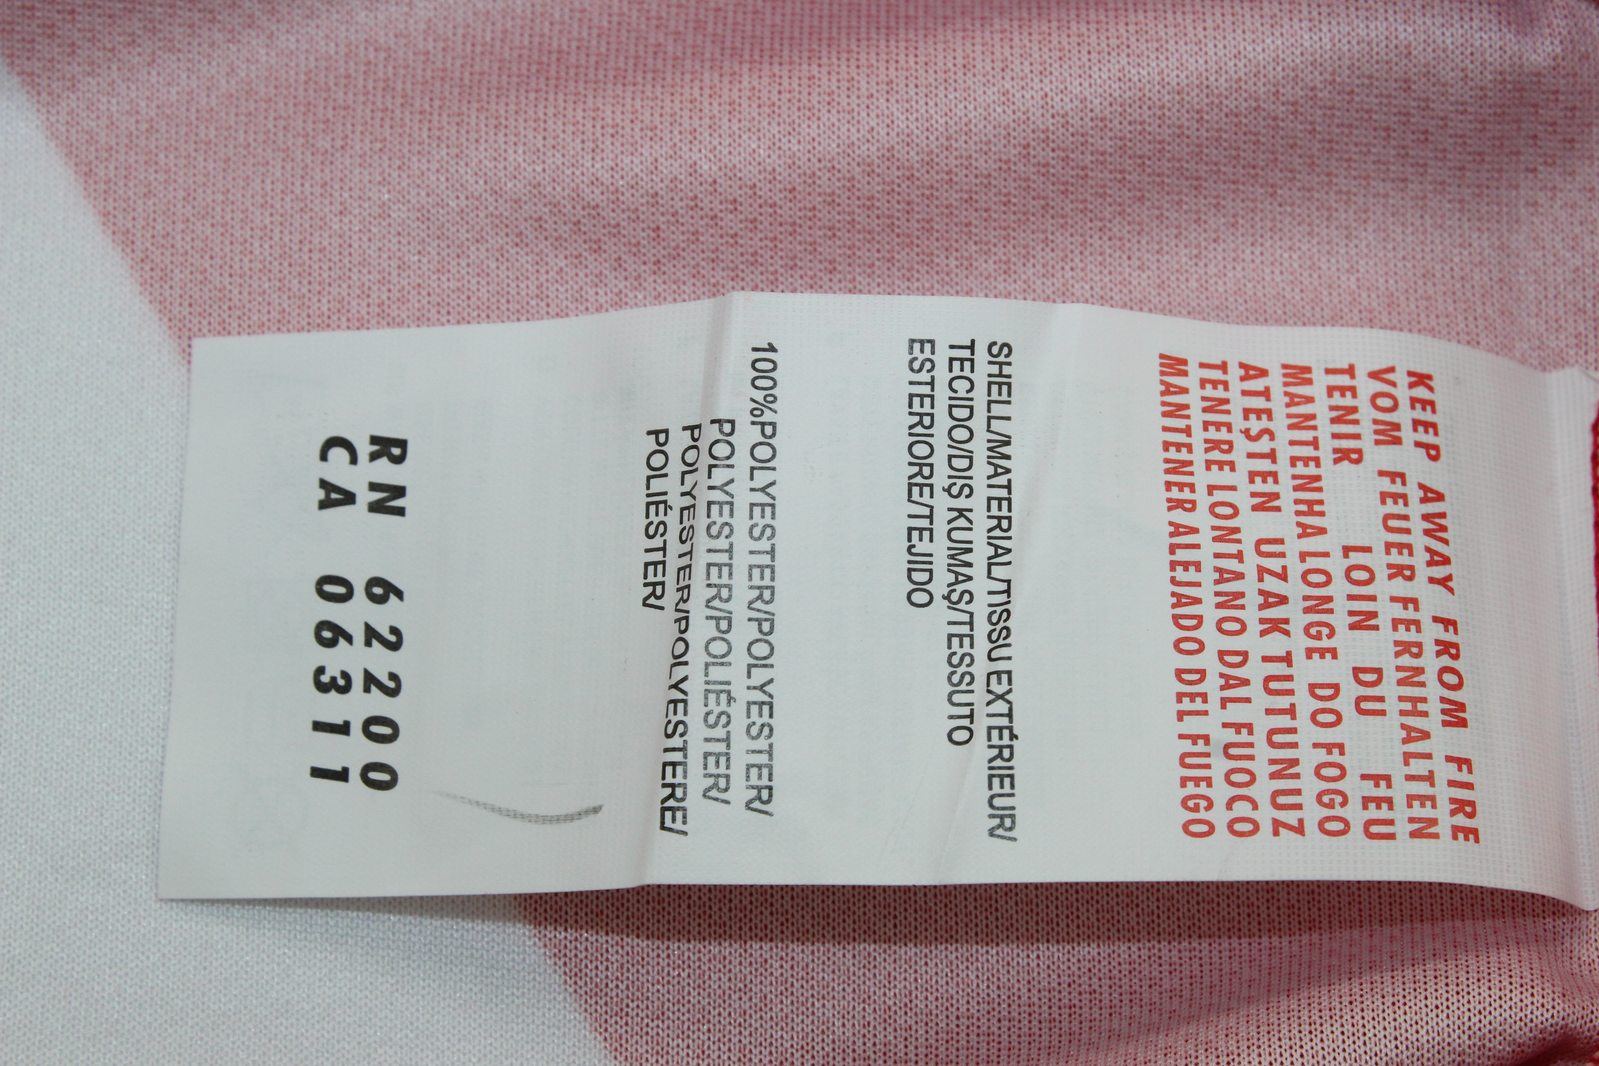 KEEP AWAY FROM FIRE
VOM FEUER FERNHALTEN
TENIR LOIN DU FEU
MANTENHA LONGE DO FOGO
ATEŞTEN UZAK TUTUNUZ
TENERE LONTANO DAL FUOCO
MANTENER ALEJADO DEL FUEGO
SHELL/MATERIAL/TISSU EXTÉRIEUR/
TECIDO/DIŞ KUMAŞ/TESSUTO
ESTERIORE/TEJIDO
100%POLYESTER/POLYESTER/
POLYESTER/POLIÉSTER/
POLYESTER/POLYESTERE/
POLIÉSTER/
RN 62200
CA 06311